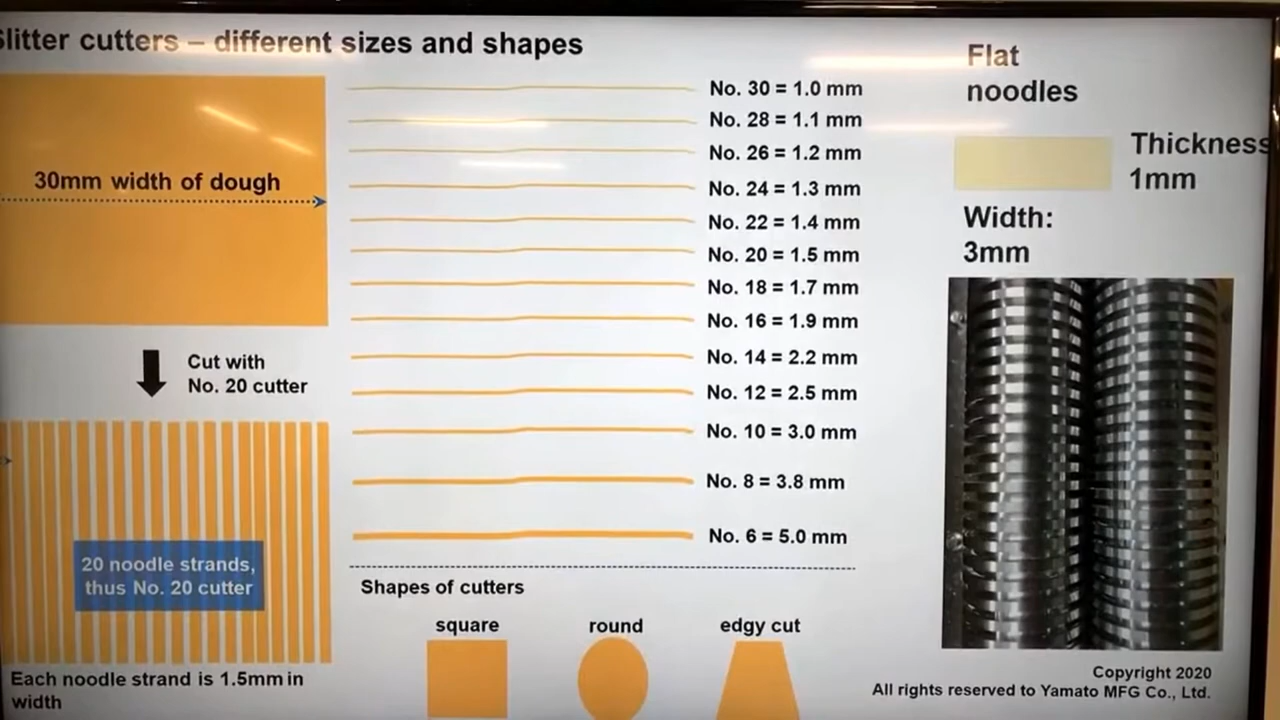 Slitter cutters – different sizes and shapes
30mm width of dough
Cut with
No. 20 cutter
20 noodle strands,
thus No. 20 cutter
Each noodle strand is 1.5mm in
width
No. 30 = 1.0 mm
No. 28 = 1.1 mm
No. 26 = 1.2 mm
No. 24 = 1.3 mm
No. 22 = 1.4 mm
No. 20 = 1.5 mm
No. 18 = 1.7 mm
No. 16 = 1.9 mm
No. 14 = 2.2 mm
No. 12 = 2.5 mm
No. 10 = 3.0 mm
No. 8 = 3.8 mm
No. 6 = 5.0 mm
Shapes of cutters
square round edgy cut
Flat
noodles
Thickness
1mm
Width:
3mm
Copyright 2020
All rights reserved to Yamato MFG Co., Ltd.